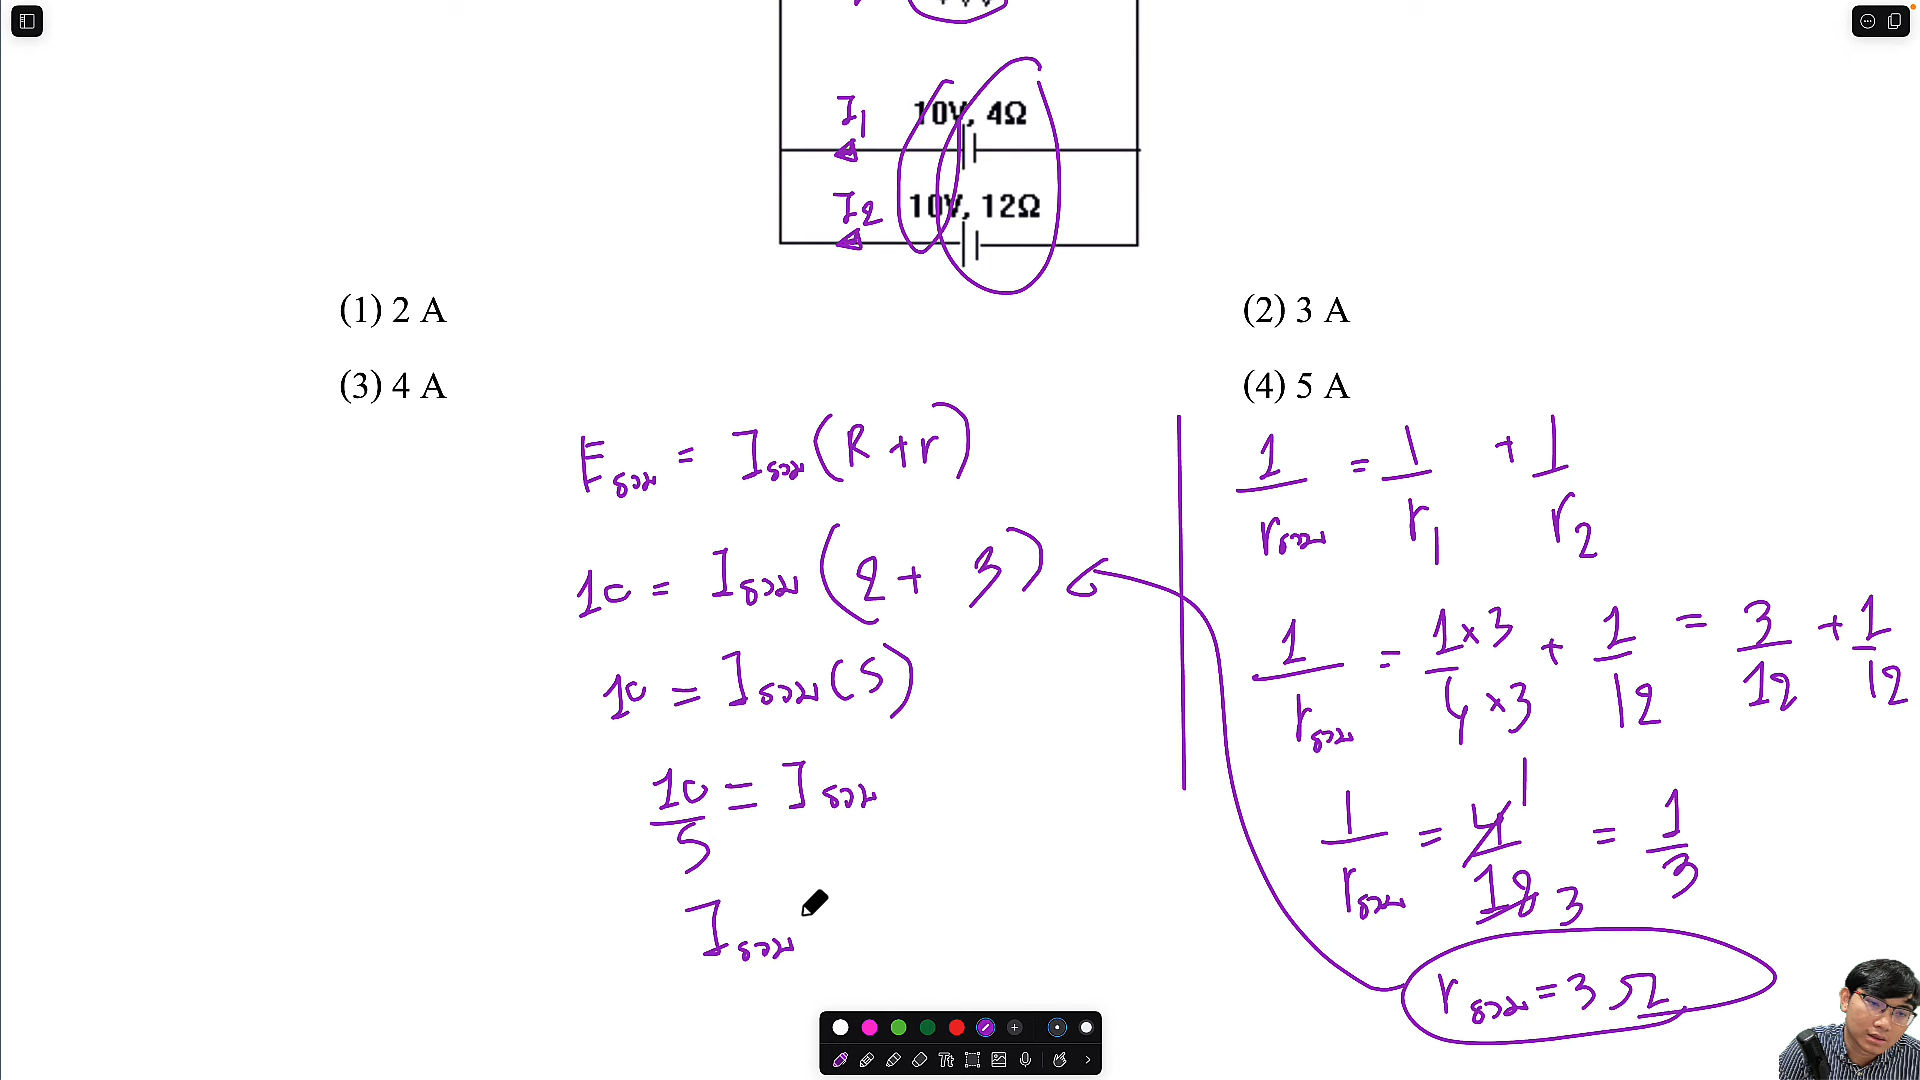 I₁ 10V, 4Ω
I₂ 10V, 12Ω
(1) 2 A
(2) 3 A
(3) 4 A
(4) 5 A
Eรวม = Iรวม (R + r)
10 = Iรวม (2 + 3)
10 = Iรวม (5)
10/5 = Iรวม
Iรวม
1/rรวม = 1/r₁ + 1/r₂
1/rรวม = 1×3/4×3 + 1/12 = 3/12 + 1/12
1/rรวม = 4/12 1 3 = 1/3
rรวม = 3 Ω
Tt